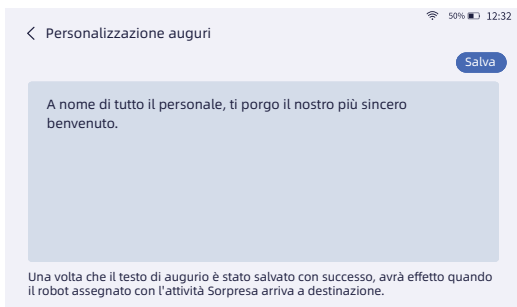 50% 12:32
Personalizzazione auguri
Salva
A nome di tutto il personale, ti porgo il nostro più sincero
benvenuto.
Una volta che il testo di augurio è stato salvato con successo, avrà effetto quando
il robot assegnato con l'attività Sorpresa arriva a destinazione.